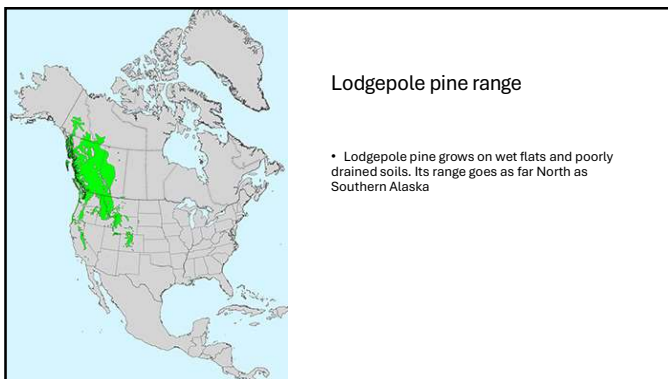 Lodgepole pine range
• Lodgepole pine grows on wet flats and poorly
drained soils. Its range goes as far North as
Southern Alaska